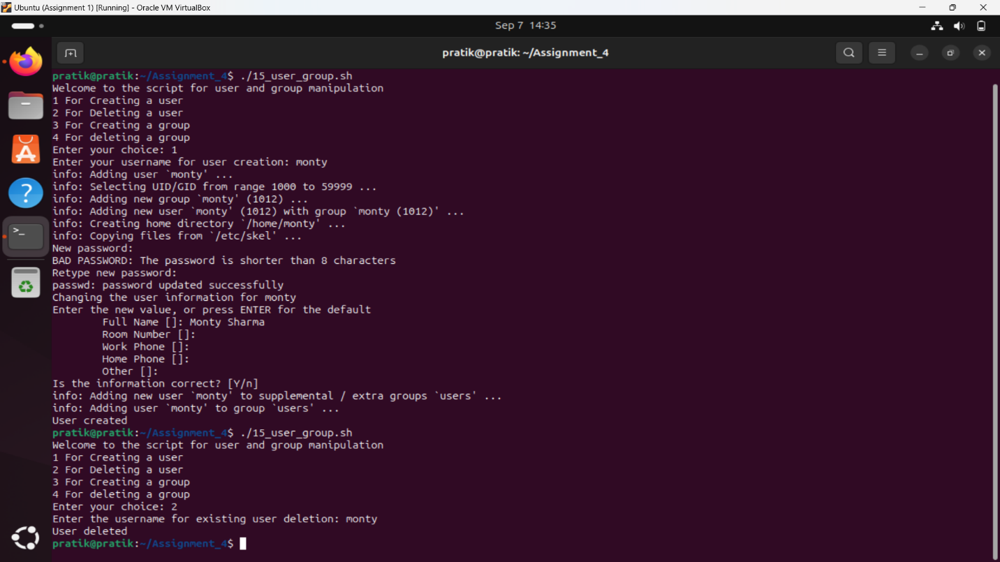 Ubuntu (Assignment 1) [Running] - Oracle VM VirtualBox
Sep 7 14:35
pratik@pratik: ~/Assignment_4
pratik@pratik:~/Assignment_4$ ./15_user_group.sh
Welcome to the script for user and group manipulation
1 For Creating a user
2 For Deleting a user
3 For Creating a group
4 For deleting a group
Enter your choice: 1
Enter your username for user creation: monty
info: Adding user `monty' ...
info: Selecting UID/GID from range 1000 to 59999 ...
info: Adding new group `monty' (1012) ...
info: Adding new user `monty' (1012) with group `monty (1012)' ...
info: Creating home directory `/home/monty' ...
info: Copying files from `/etc/skel' ...
New password:
BAD PASSWORD: The password is shorter than 8 characters
Retype new password:
passwd: password updated successfully
Changing the user information for monty
Enter the new value, or press ENTER for the default
Full Name []: Monty Sharma
Room Number []:
Work Phone []:
Home Phone []:
Other []:
Is the information correct? [Y/n]
info: Adding new user `monty' to supplemental / extra groups `users' ...
info: Adding user `monty' to group `users' ...
User created
pratik@pratik:~/Assignment_4$ ./15_user_group.sh
Welcome to the script for user and group manipulation
1 For Creating a user
2 For Deleting a user
3 For Creating a group
4 For deleting a group
Enter your choice: 2
Enter the username for existing user deletion: monty
User deleted
pratik@pratik:~/Assignment_4$